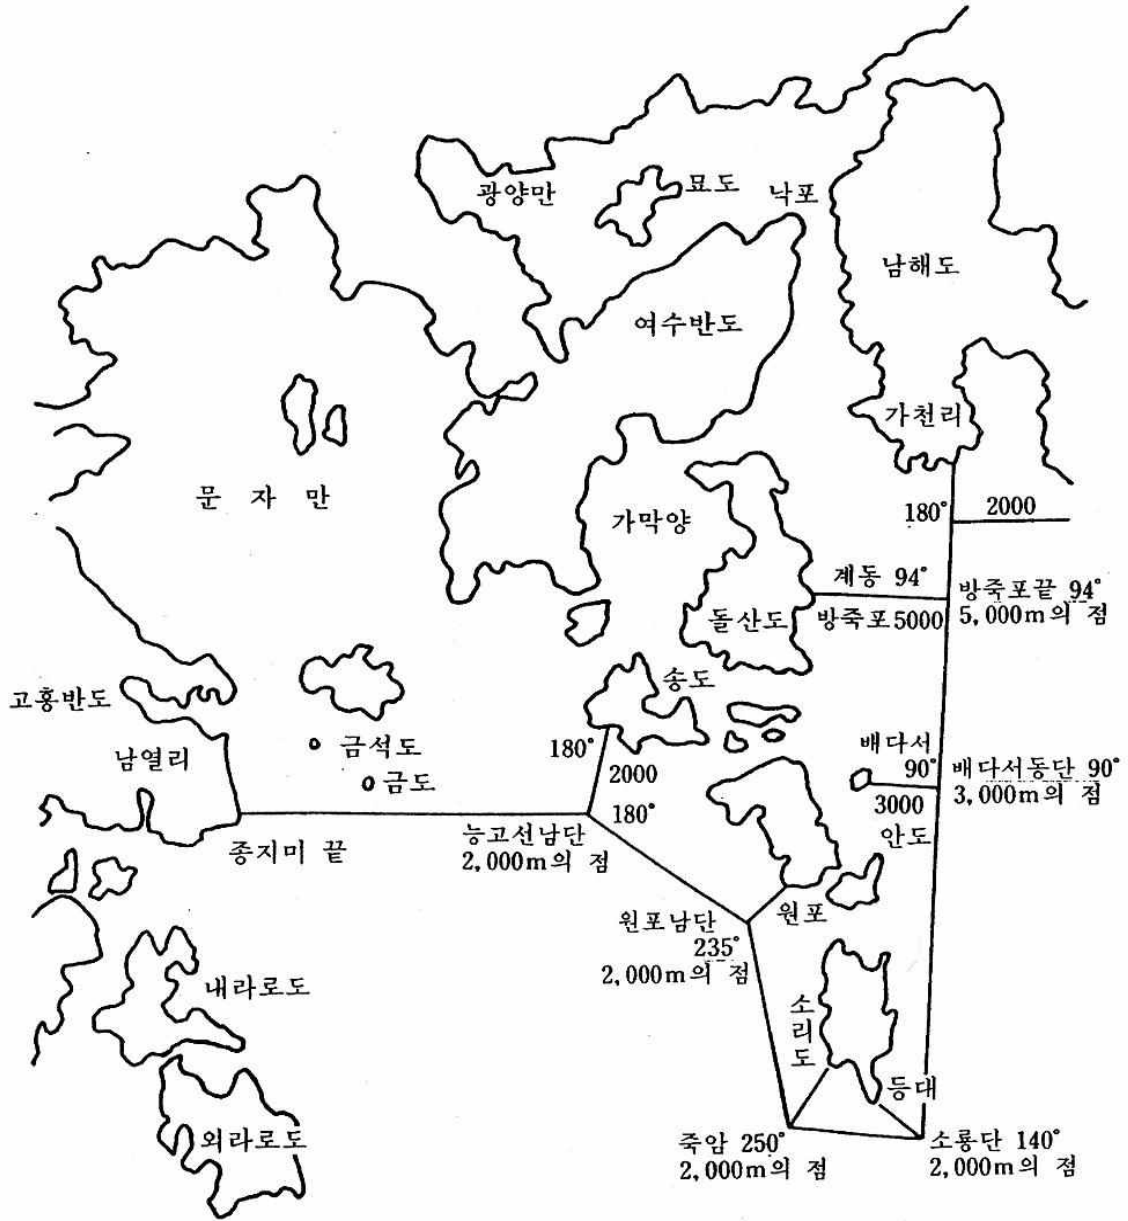 광양만
묘도
낙포
남해도
여수반도
가천리
문 자 만
가막양
180°
2000
계동 94°
방죽포 5000
방죽포끝 94°
5,000m의 점
돌산도
고흥반도
송도
남열리
금석도
금도
180°
2000
180°
배다서
90°
3000
배다서동단 90°
3,000m의 점
안도
종지미 끝
능고선남단
2,000m의 점
원포남단
235°
2,000m의 점
원포
내라로도
소리도
등대
외라로도
죽암 250°
2,000m의 점
소룡단 140°
2,000m의 점